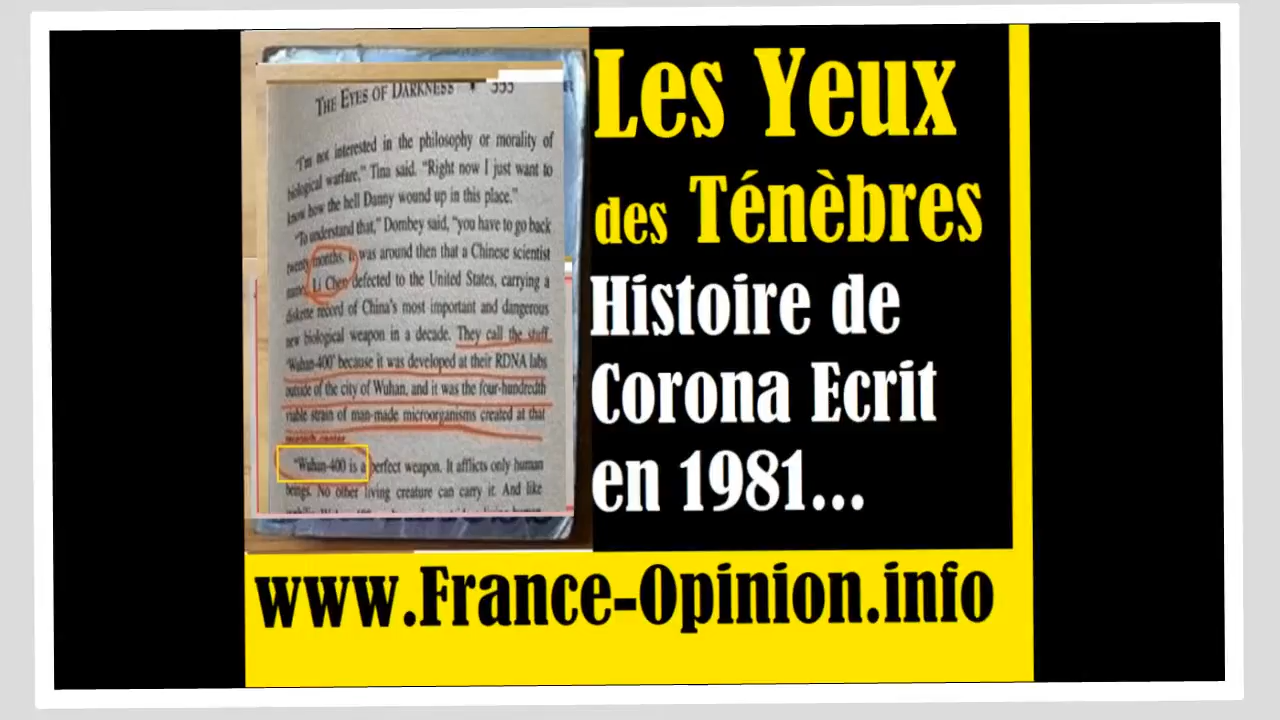 THE EYES OF DARKNESS • 333
"I'm not interested in the philosophy or morality of
biological warfare," Tina said. "Right now I just want to
know how the hell Danny wound up in this place."
"To understand that," Dombey said, "you have to go back
twenty months. It was around then that a Chinese scientist
named Li Chen defected to the United States, carrying a
diskette record of China's most important and dangerous
new biological weapon in a decade. They call the stuff
'Wuhan-400' because it was developed at their RDNA labs
outside of the city of Wuhan, and it was the four-hundredth
viable strain of man-made microorganisms created at that
research center.
"Wuhan-400 is a perfect weapon. It afflicts only human
beings. No other living creature can carry it. And like
Les Yeux
des Ténèbres
Histoire de
Corona Ecrit
en 1981...
www.France-Opinion.info